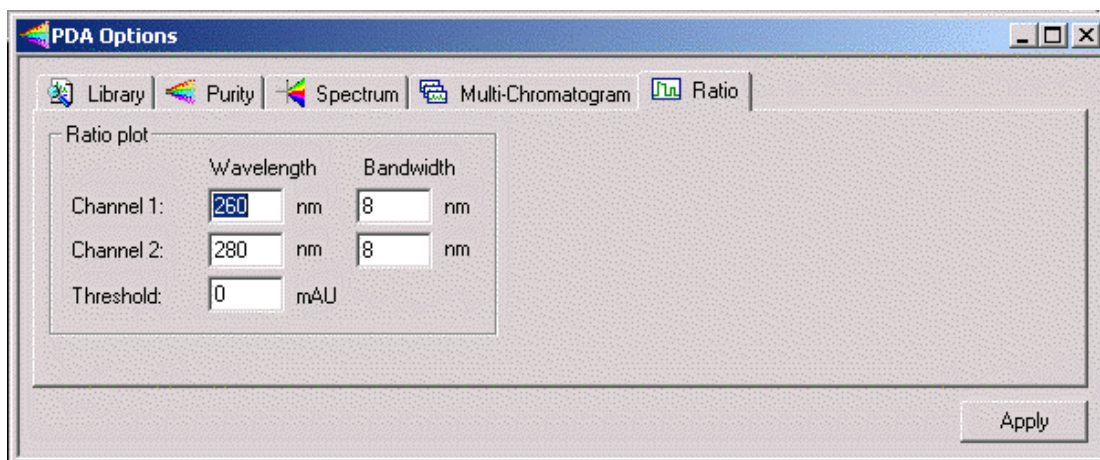 PDA Options
Library Purity Spectrum Multi-Chromatogram Ratio
Ratio plot
Wavelength Bandwidth
Channel 1: 260 nm 8 nm
Channel 2: 280 nm 8 nm
Threshold: 0 mAU
Apply